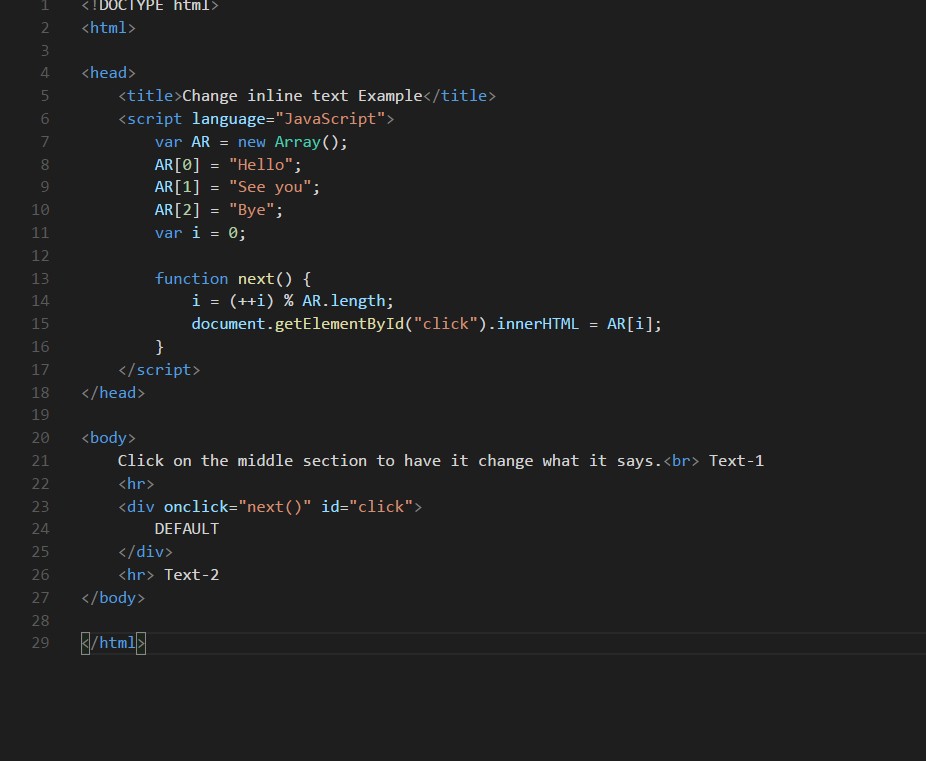 1 <!DOCTYPE html>
2 <html>
3
4 <head>
5     <title>Change inline text Example</title>
6     <script language="JavaScript">
7         var AR = new Array();
8         AR[0] = "Hello";
9         AR[1] = "See you";
10         AR[2] = "Bye";
11         var i = 0;
12
13         function next() {
14             i = (++i) % AR.length;
15             document.getElementById("click").innerHTML = AR[i];
16         }
17     </script>
18 </head>
19
20 <body>
21     Click on the middle section to have it change what it says.<br> Text-1
22     <hr>
23     <div onclick="next()" id="click">
24         DEFAULT
25     </div>
26     <hr> Text-2
27 </body>
28
29 </html>